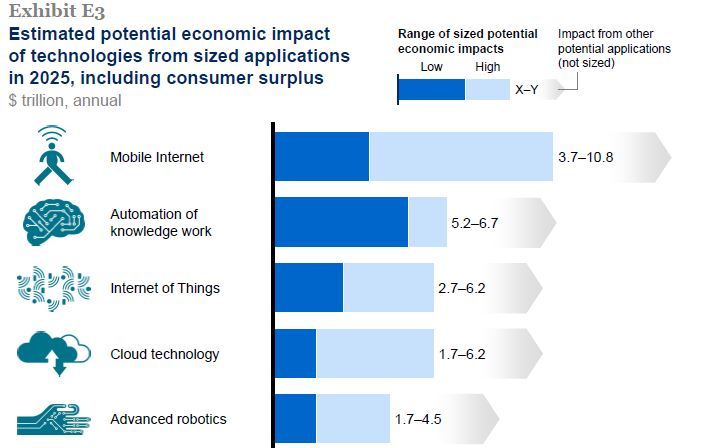 Exhibit E3
Estimated potential economic impact
of technologies from sized applications
in 2025, including consumer surplus
$ trillion, annual
Range of sized potential
economic impacts
Low High
X–Y
Impact from other
potential applications
(not sized)
Mobile Internet
3.7–10.8
Automation of
knowledge work
5.2–6.7
Internet of Things
2.7–6.2
Cloud technology
1.7–6.2
Advanced robotics
1.7–4.5